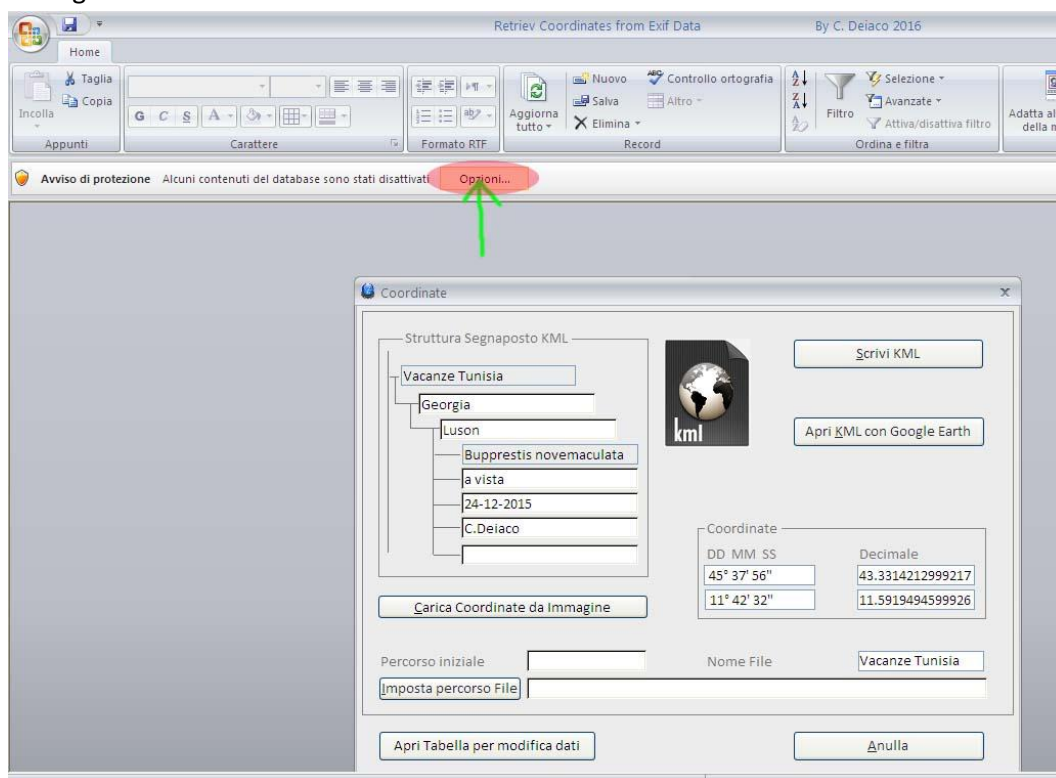 Retriev Coordinates from Exif Data By C. Deiaco 2016
Home
Taglia
Copia
Incolla
Appunti
G C S A
Carattere
Formato RTF
Aggiorna tutto
Nuovo
Salva
Elimina
Controllo ortografia
Altro
Record
Filtro
Selezione
Avanzate
Attiva/disattiva filtro
Ordina e filtra
Adatta al
della
Avviso di protezione Alcuni contenuti del database sono stati disattivati Opzioni...
Coordinate x
Struttura Segnaposto KML
Vacanze Tunisia
Georgia
Luson
Bupprestis novemaculata
a vista
24-12-2015
C.Deiaco
kml
Scrivi KML
Apri KML con Google Earth
Coordinate
DD MM SS Decimale
45° 37' 56" 43.3314212999217
11° 42' 32" 11.5919494599926
Carica Coordinate da Immagine
Percorso iniziale Nome File Vacanze Tunisia
Imposta percorso File
Apri Tabella per modifica dati Anulla